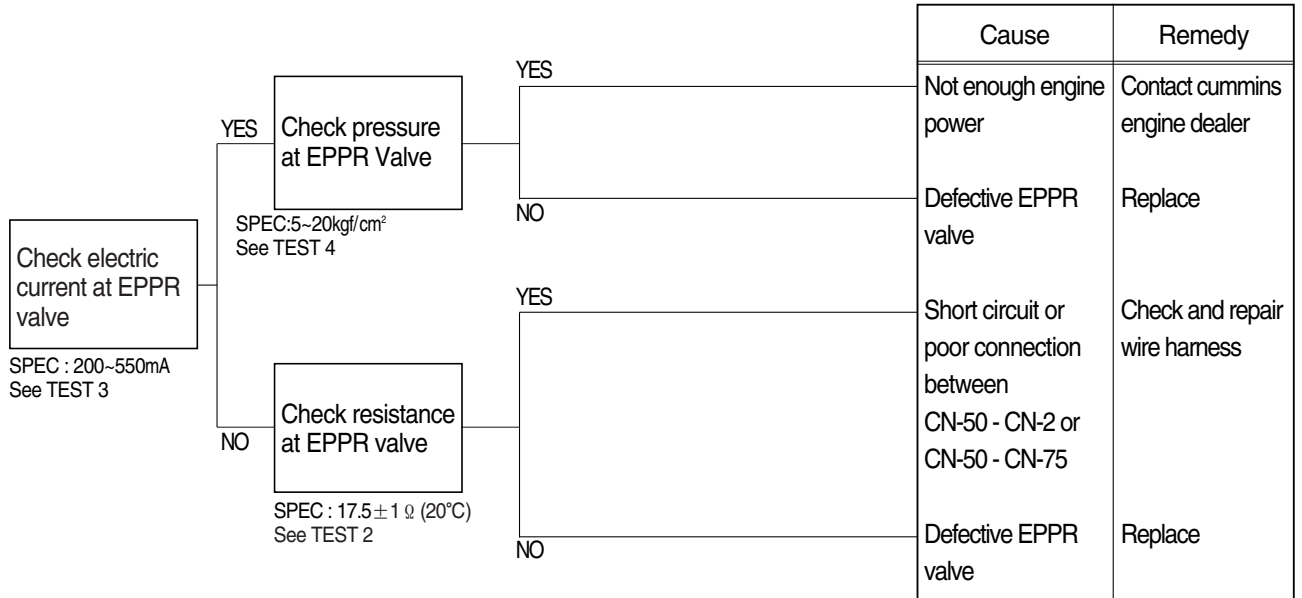 Check electric
current at EPPR
valve
SPEC : 200~550mA
See TEST 3
YES
Check pressure
at EPPR Valve
SPEC:5~20kgf/cm²
See TEST 4
NO
Check resistance
at EPPR valve
SPEC : 17.5±1 Ω (20°C)
See TEST 2
YES
NO
YES
NO
Cause
Remedy
Not enough engine
power
Contact cummins
engine dealer
Defective EPPR
valve
Replace
Short circuit or
poor connection
between
CN-50 - CN-2 or
CN-50 - CN-75
Check and repair
wire harness
Defective EPPR
valve
Replace